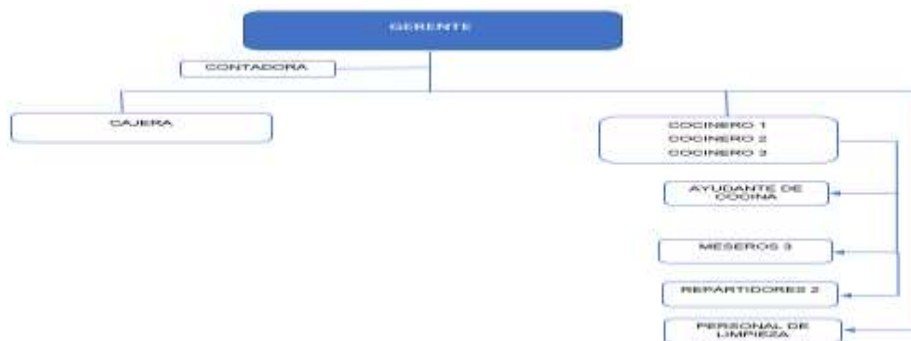 GERENTE
CONTADORA
CAJERA
COCINERO 1
COCINERO 2
COCINERO 3
AYUDANTE DE
COCINA
MESEROS 3
REPARTIDORES 2
PERSONAL DE
LIMPIEZA